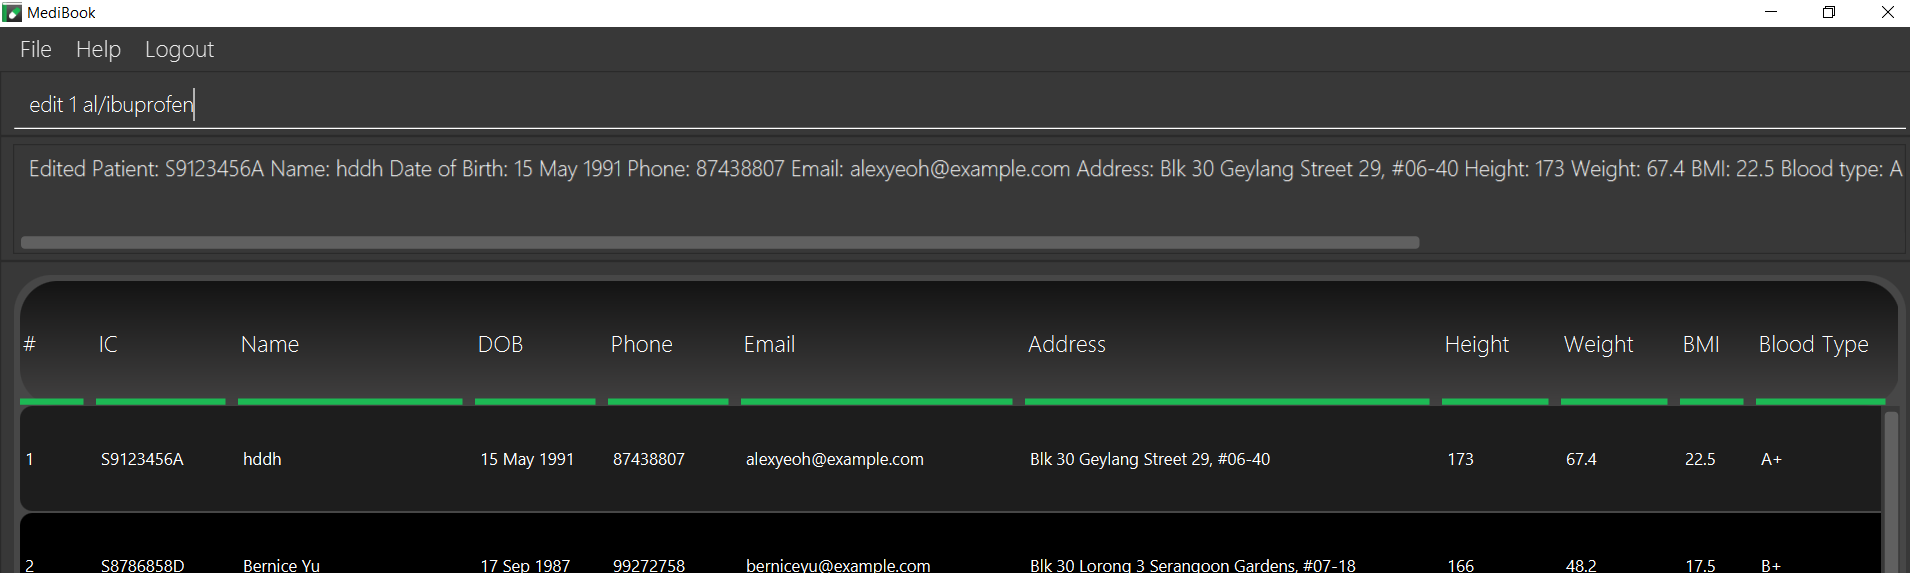 MediBook
File Help Logout
edit 1 al/ibuprofen
Edited Patient: S9123456A Name: hddh Date of Birth: 15 May 1991 Phone: 87438807 Email: alexyeoh@example.com Address: Blk 30 Geylang Street 29, #06-40 Height: 173 Weight: 67.4 BMI: 22.5 Blood type: A
# IC Name DOB Phone Email Address Height Weight BMI Blood Type
1 S9123456A hddh 15 May 1991 87438807 alexyeoh@example.com Blk 30 Geylang Street 29, #06-40 173 67.4 22.5 A+
2 S8786858D Bernice Yu 17 Sep 1987 99272758 berniceyu@example.com Blk 30 Lorong 3 Serangoon Gardens, #07-18 166 48.2 17.5 B+